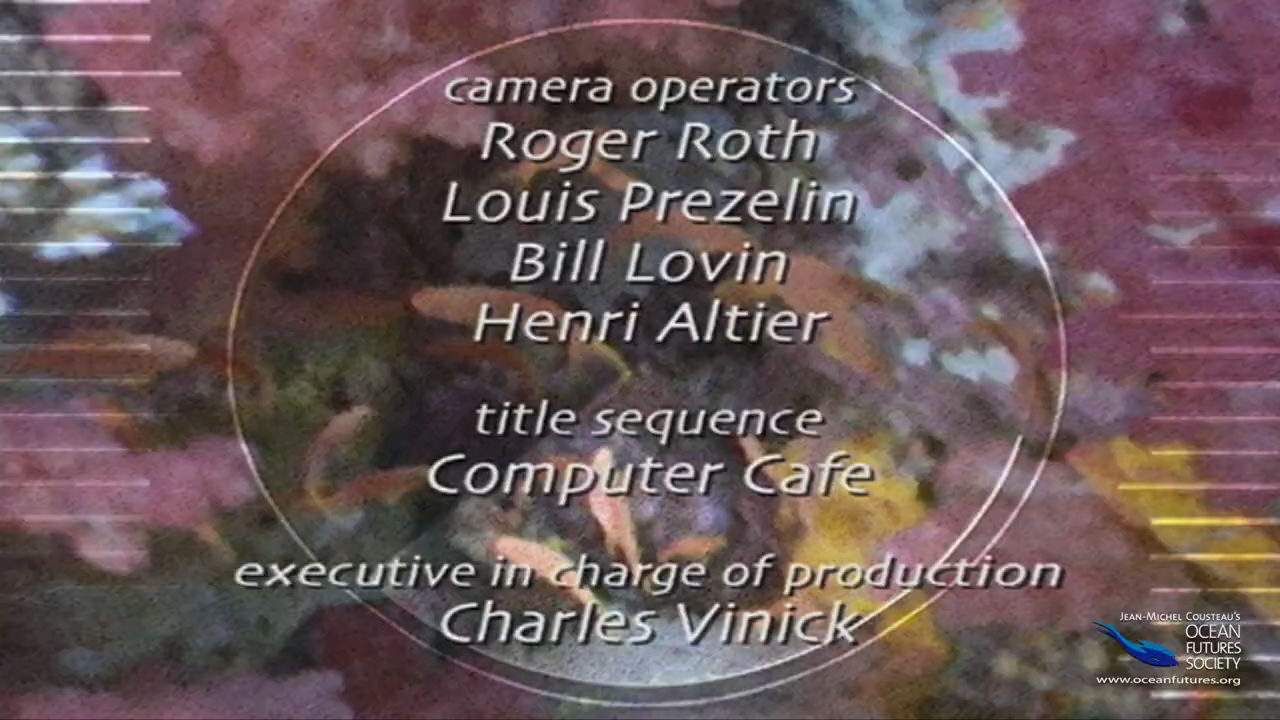 camera operators
Roger Roth
Louis Prezelin
Bill Lovin
Henri Altier
title sequence
Computer Cafe
executive in charge of production
Charles Vinick
JEAN-MICHEL COUSTEAU'S
OCEAN
FUTURES
SOCIETY
www.oceanfutures.org